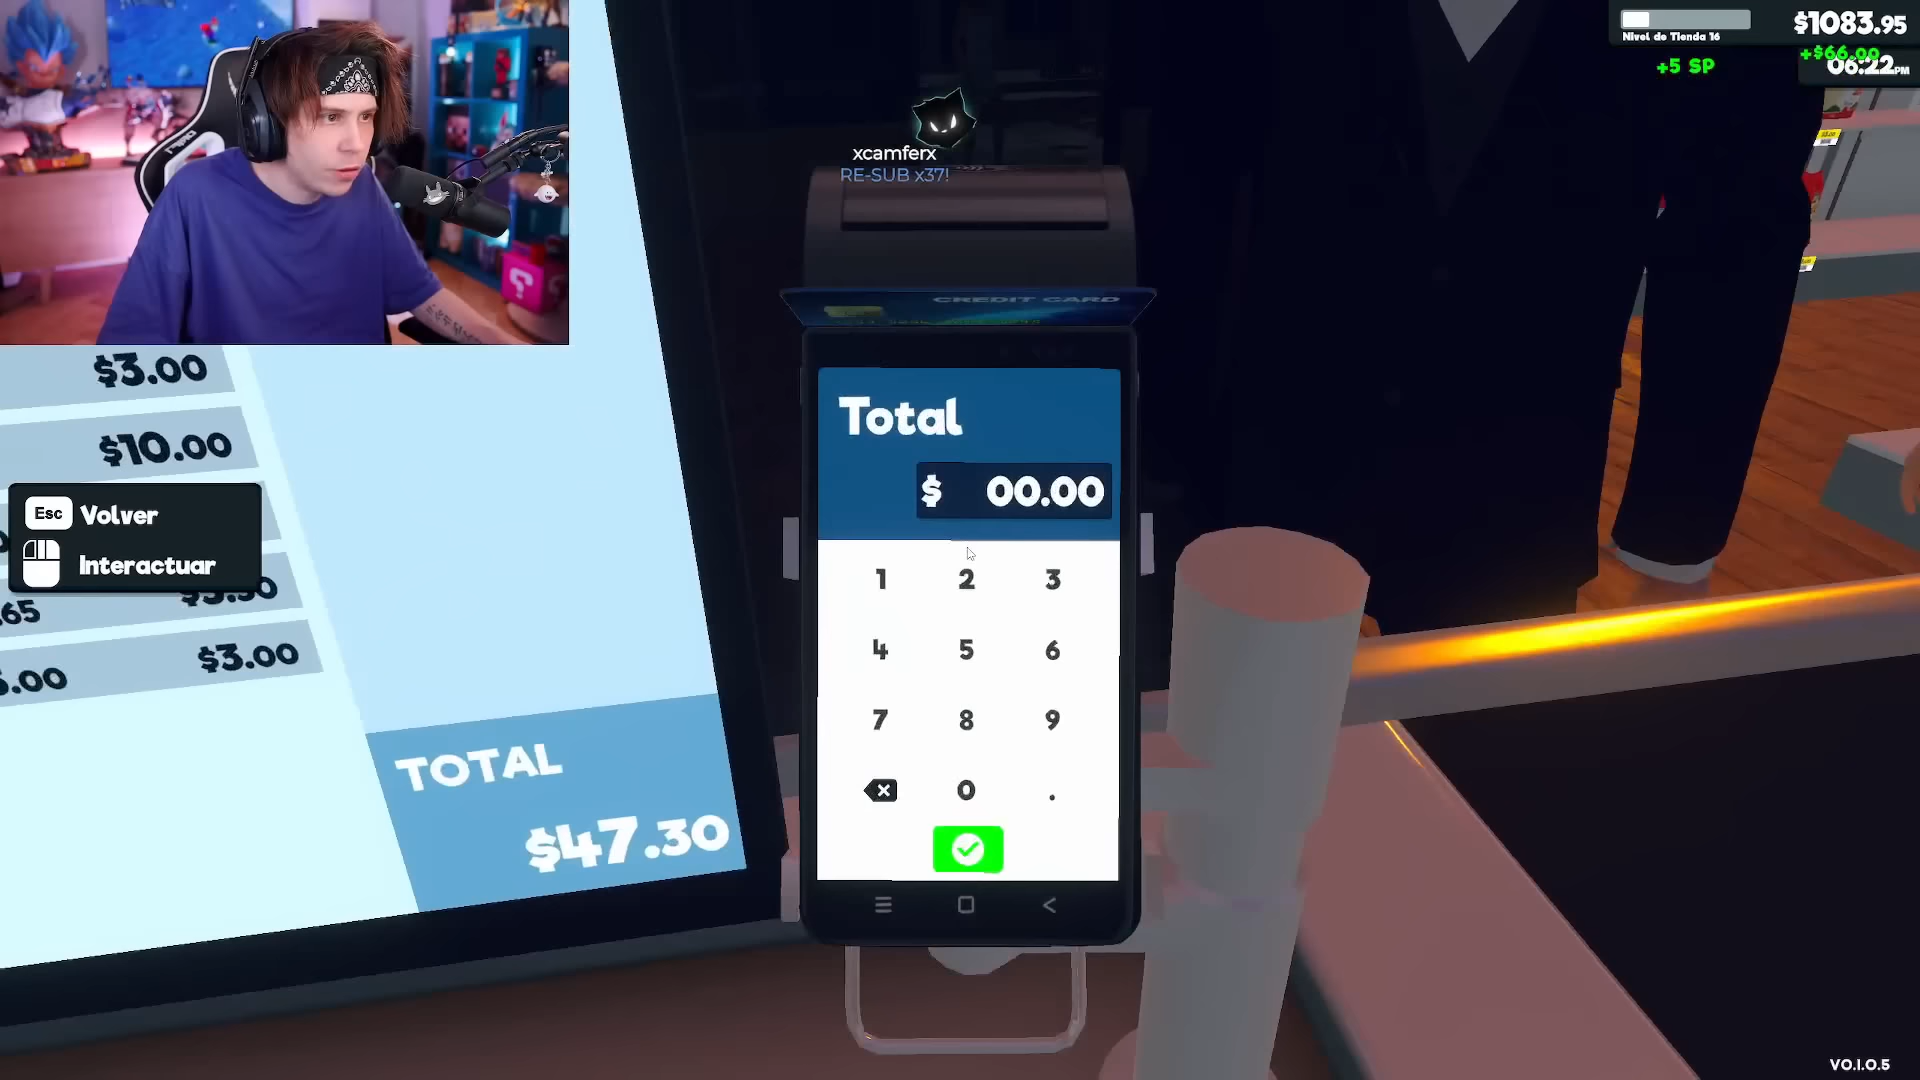 Nivel de Tienda 16
$1083.95
+$66.00
+5 SP
06:22PM
xcamferx
RE-SUB x37!
CREDIT CARD
$3.00
$10.00
Esc Volver
Interactuar
.65
$3.00
TOTAL
$47.30
Total
$ 00.00
1 2 3
4 5 6
7 8 9
0 .
V0.1.0.5